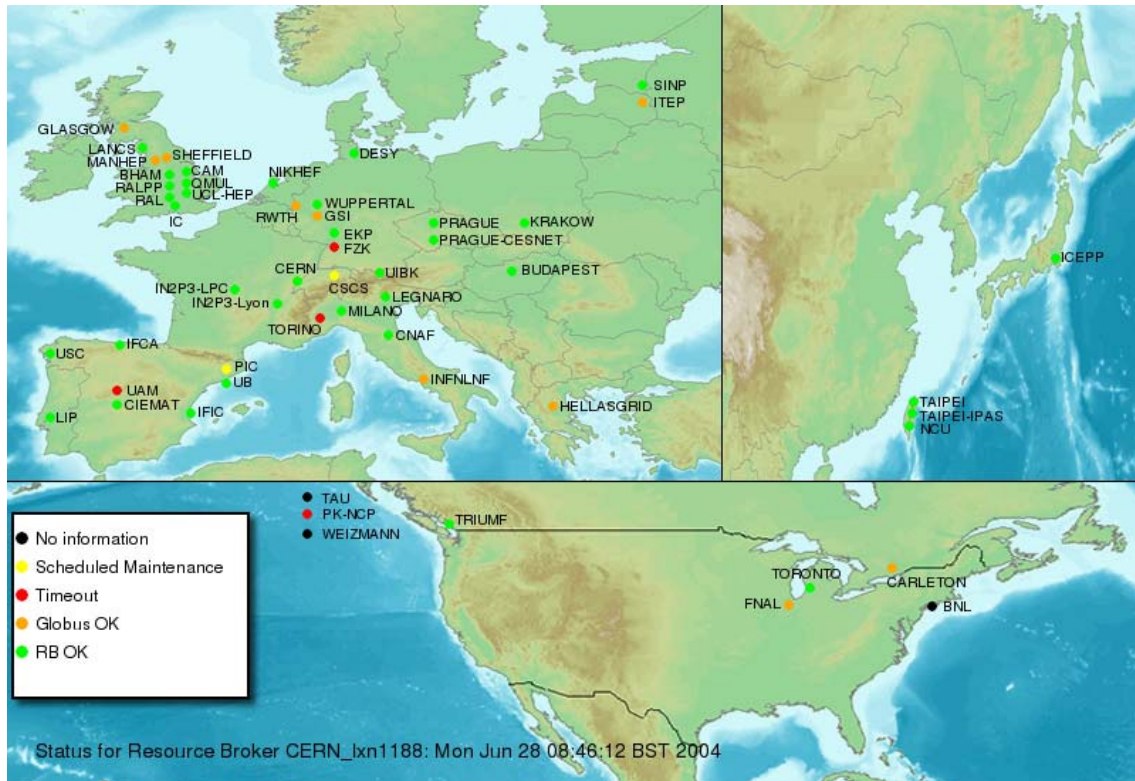 SINP
ITEP
GLASGOW
LANCS
SHEFFIELD
MANHEP
DESY
BHAM
CAM
NIKHEF
RALPP
QMUL
RAL
UCL-HEP
IC
WUPPERTAL
RWTH
GSI
PRAGUE
KRAKOW
EKP
PRAGUE-CESNET
FZK
CERN
UIBK
BUDAPEST
CSCS
IN2P3-LPC
LEGNARO
IN2P3-Lyon
MILANO
TORINO
CNAF
IFCA
USC
PIC
INFNLNF
UB
UAM
CIEMAT
HELLASGRID
IFIC
LIP
ICEPP
TAIPEI
TAIPEI-IPAS
NCU
TAU
PK-NCP
WEIZMANN
TRIUMF
TORONTO
CARLETON
FNAL
BNL
No information
Scheduled Maintenance
Timeout
Globus OK
RB OK
Status for Resource Broker CERN_lxn1188: Mon Jun 28 08:46:12 BST 2004